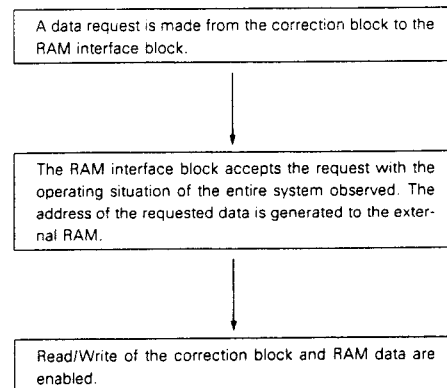 A data request is made from the correction block to the
RAM interface block.
The RAM interface block accepts the request with the
operating situation of the entire system observed. The
address of the requested data is generated to the exter-
nal RAM.
Read/Write of the correction block and RAM data are
enabled.